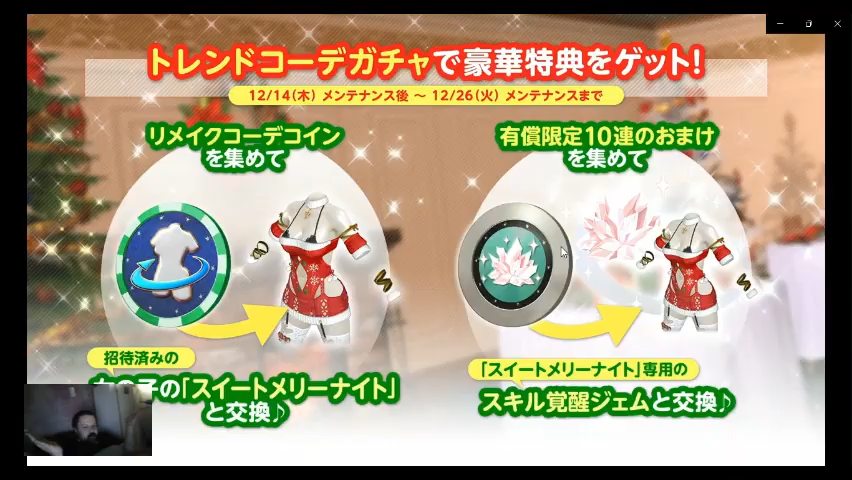 トレンドコーデガチャで豪華特典をゲット!
12/14(木) メンテナンス後 ～ 12/26(火) メンテナンスまで
リメイクコーデコイン
を集めて
招待済みの
の「スイートメリーナイト」
と交換♪
有償限定10連のおまけ
を集めて
「スイートメリーナイト」専用の
スキル覚醒ジェムと交換♪